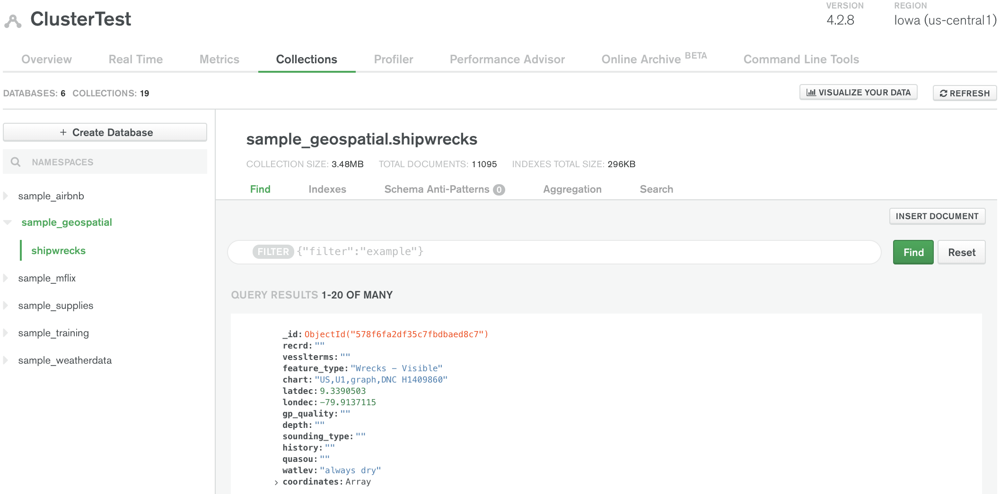 ClusterTest
VERSION
4.2.8
REGION
Iowa (us-central1)
Overview Real Time Metrics Collections Profiler Performance Advisor Online Archive BETA Command Line Tools
DATABASES: 6 COLLECTIONS: 19
VISUALIZE YOUR DATA
REFRESH
+ Create Database
NAMESPACES
sample_airbnb
sample_geospatial
shipwrecks
sample_mflix
sample_supplies
sample_training
sample_weatherdata
sample_geospatial.shipwrecks
COLLECTION SIZE: 3.48MB TOTAL DOCUMENTS: 11095 INDEXES TOTAL SIZE: 296KB
Find Indexes Schema Anti-Patterns 0 Aggregation Search
INSERT DOCUMENT
FILTER {"filter":"example"}
Find Reset
QUERY RESULTS 1-20 OF MANY
_id: ObjectId("578f6fa2df35c7fbdbaed8c7")
recrd: ""
vesslterms: ""
feature_type: "Wrecks – Visible"
chart: "US,U1,graph,DNC H1409860"
latdec: 9.3390503
londec: -79.9137115
gp_quality: ""
depth: ""
sounding_type: ""
history: ""
quasou: ""
watlev: "always dry"
> coordinates: Array